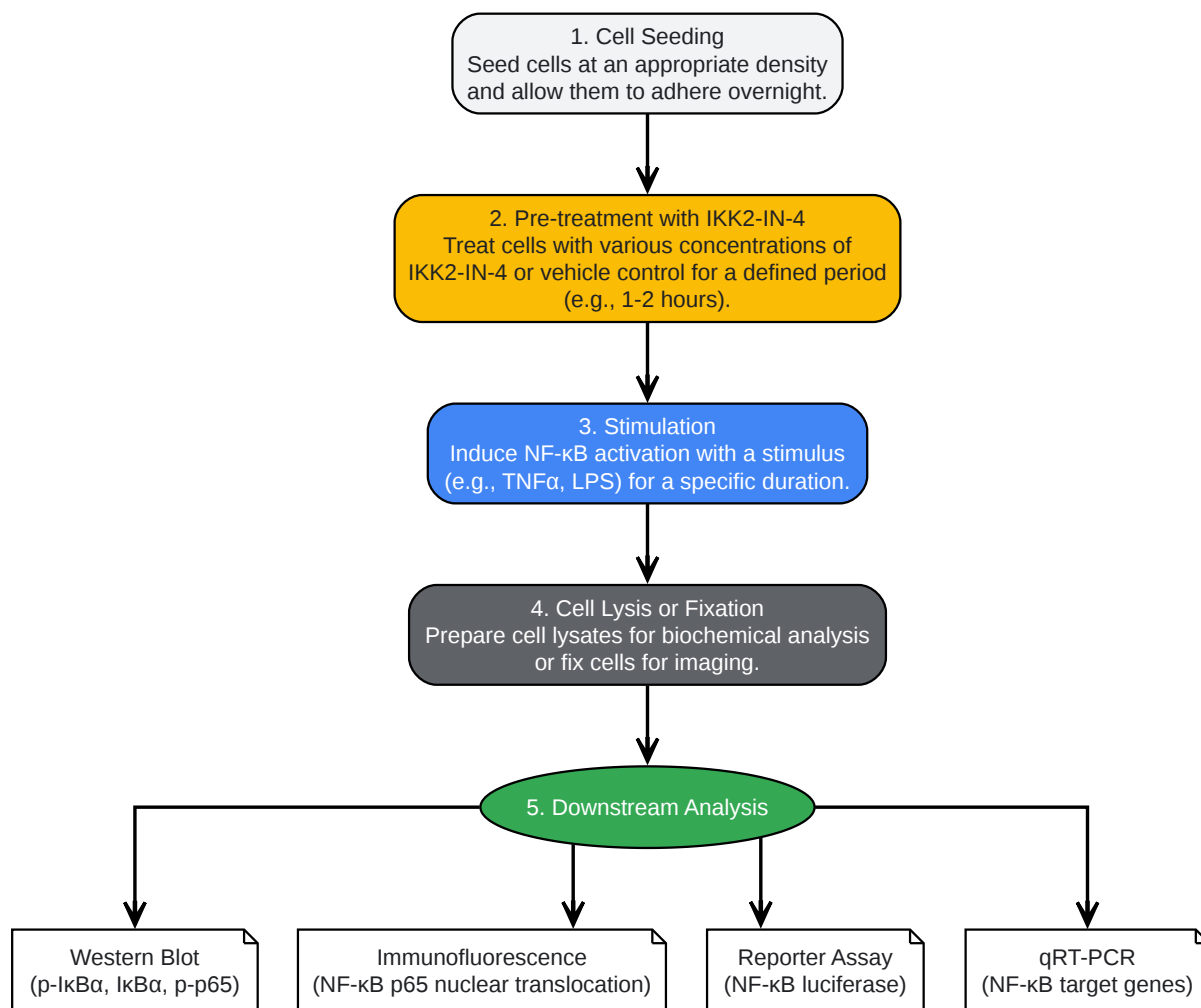 1. Cell Seeding
Seed cells at an appropriate density
and allow them to adhere overnight.
2. Pre-treatment with IKK2-IN-4
Treat cells with various concentrations of
IKK2-IN-4 or vehicle control for a defined period
(e.g., 1-2 hours).
3. Stimulation
Induce NF-κB activation with a stimulus
(e.g., TNFα, LPS) for a specific duration.
4. Cell Lysis or Fixation
Prepare cell lysates for biochemical analysis
or fix cells for imaging.
5. Downstream Analysis
Western Blot
(p-IκBα, IκBα, p-p65)
Immunofluorescence
(NF-κB p65 nuclear translocation)
Reporter Assay
(NF-κB luciferase)
qRT-PCR
(NF-κB target genes)